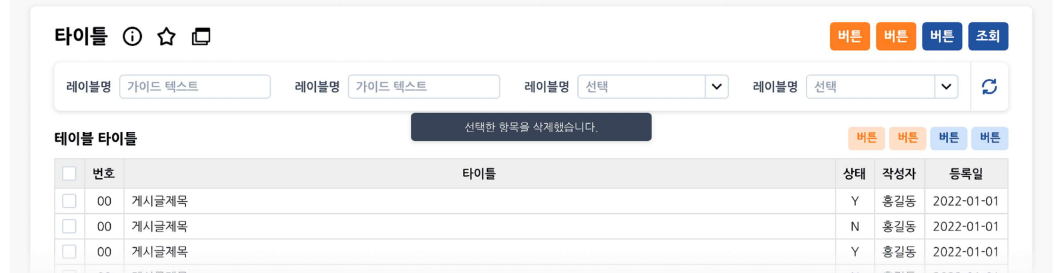 타이틀 버튼 버튼 버튼 조회
레이블명 가이드 텍스트 레이블명 가이드 텍스트 레이블명 선택 레이블명 선택
선택한 항목을 삭제했습니다.
테이블 타이틀 버튼 버튼 버튼 버튼
번호 타이틀 상태 작성자 등록일
00 게시글제목 Y 홍길동 2022-01-01
00 게시글제목 N 홍길동 2022-01-01
00 게시글제목 Y 홍길동 2022-01-01